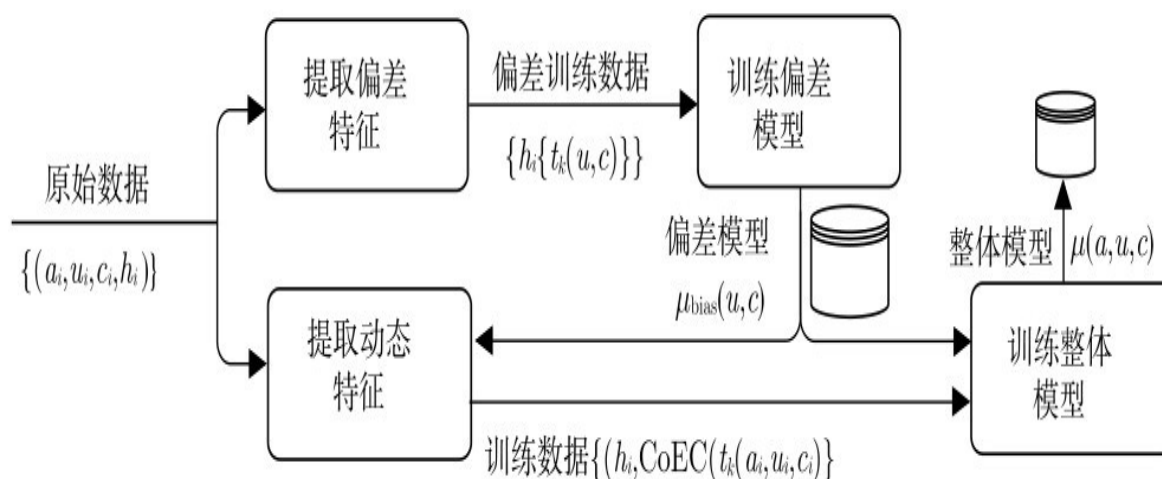 提取偏差
特征
偏差训练数据
{hᵢ{tₖ(u,c)}}
训练偏差
模型
原始数据
{(aᵢ,uᵢ,cᵢ,hᵢ)}
偏差模型
μbias(u,c)
整体模型 μ(a,u,c)
提取动态
特征
训练整体
模型
训练数据{(hᵢ,CoEC(tₖ(aᵢ,uᵢ,cᵢ)}